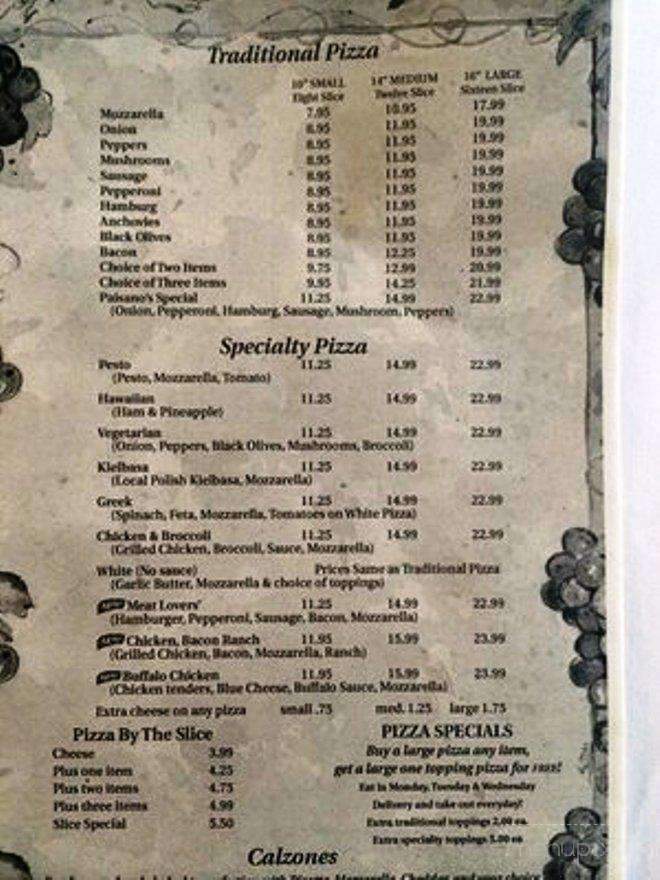 Traditional Pizza
10" SMALL 14" MEDIUM 16" LARGE
Eight Slice Twelve Slice Sixteen Slice
Mozzarella 7.95 10.95 17.99
Onion 8.95 11.95 19.99
Peppers 8.95 11.95 19.99
Mushrooms 8.95 11.95 19.99
Sausage 8.95 11.95 19.99
Pepperoni 8.95 11.95 19.99
Hamburg 8.95 11.95 19.99
Anchovies 8.95 11.95 19.99
Black Olives 8.95 11.95 19.99
Bacon 8.95 12.25 19.99
Choice of Two Items 9.75 12.99 20.99
Choice of Three Items 9.95 14.25 21.99
Paisano's Special 11.25 14.99 22.99
(Onion, Pepperoni, Hamburg, Sausage, Mushroom, Peppers)
Specialty Pizza
Pesto 11.25 14.99 22.99
(Pesto, Mozzarella, Tomato)
Hawaiian 11.25 14.99 22.99
(Ham & Pineapple)
Vegetarian 11.25 14.99 22.99
(Onion, Peppers, Black Olives, Mushrooms, Broccoli)
Kielbasa 11.25 14.99 22.99
(Local Polish Kielbasa, Mozzarella)
Greek 11.25 14.99 22.99
(Spinach, Feta, Mozzarella, Tomatoes on White Pizza)
Chicken & Broccoli 11.25 14.99 22.99
(Grilled Chicken, Broccoli, Sauce, Mozzarella)
White (No sauce) Prices Same as Traditional Pizza
(Garlic Butter, Mozzarella & choice of toppings)
Meat Lovers' 11.25 14.99 22.99
(Hamburger, Pepperoni, Sausage, Bacon, Mozzarella)
Chicken, Bacon Ranch 11.95 15.99 23.99
(Grilled Chicken, Bacon, Mozzarella, Ranch)
Buffalo Chicken 11.95 15.99 23.99
(Chicken tenders, Blue Cheese, Buffalo Sauce, Mozzarella)
Extra cheese on any pizza small .75 med. 1.25 large 1.75
Pizza By The Slice
Cheese 3.99
Plus one item 4.25
Plus two items 4.75
Plus three items 4.99
Slice Special 5.50
PIZZA SPECIALS
Buy a large pizza any item,
get a large one topping pizza for FREE!
Eat in Monday, Tuesday & Wednesday
Delivery and take out everyday!
Extra traditional toppings 2.00 ea.
Extra specialty toppings 3.00 ea
Calzones